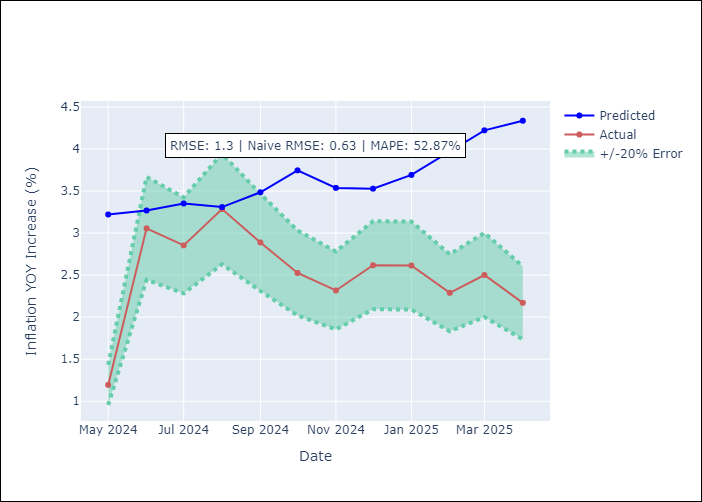 RMSE: 1.3 | Naive RMSE: 0.63 | MAPE: 52.87%
Predicted
Actual
+/-20% Error
Inflation YOY Increase (%)
4.5
4
3.5
3
2.5
2
1.5
1
May 2024 Jul 2024 Sep 2024 Nov 2024 Jan 2025 Mar 2025
Date